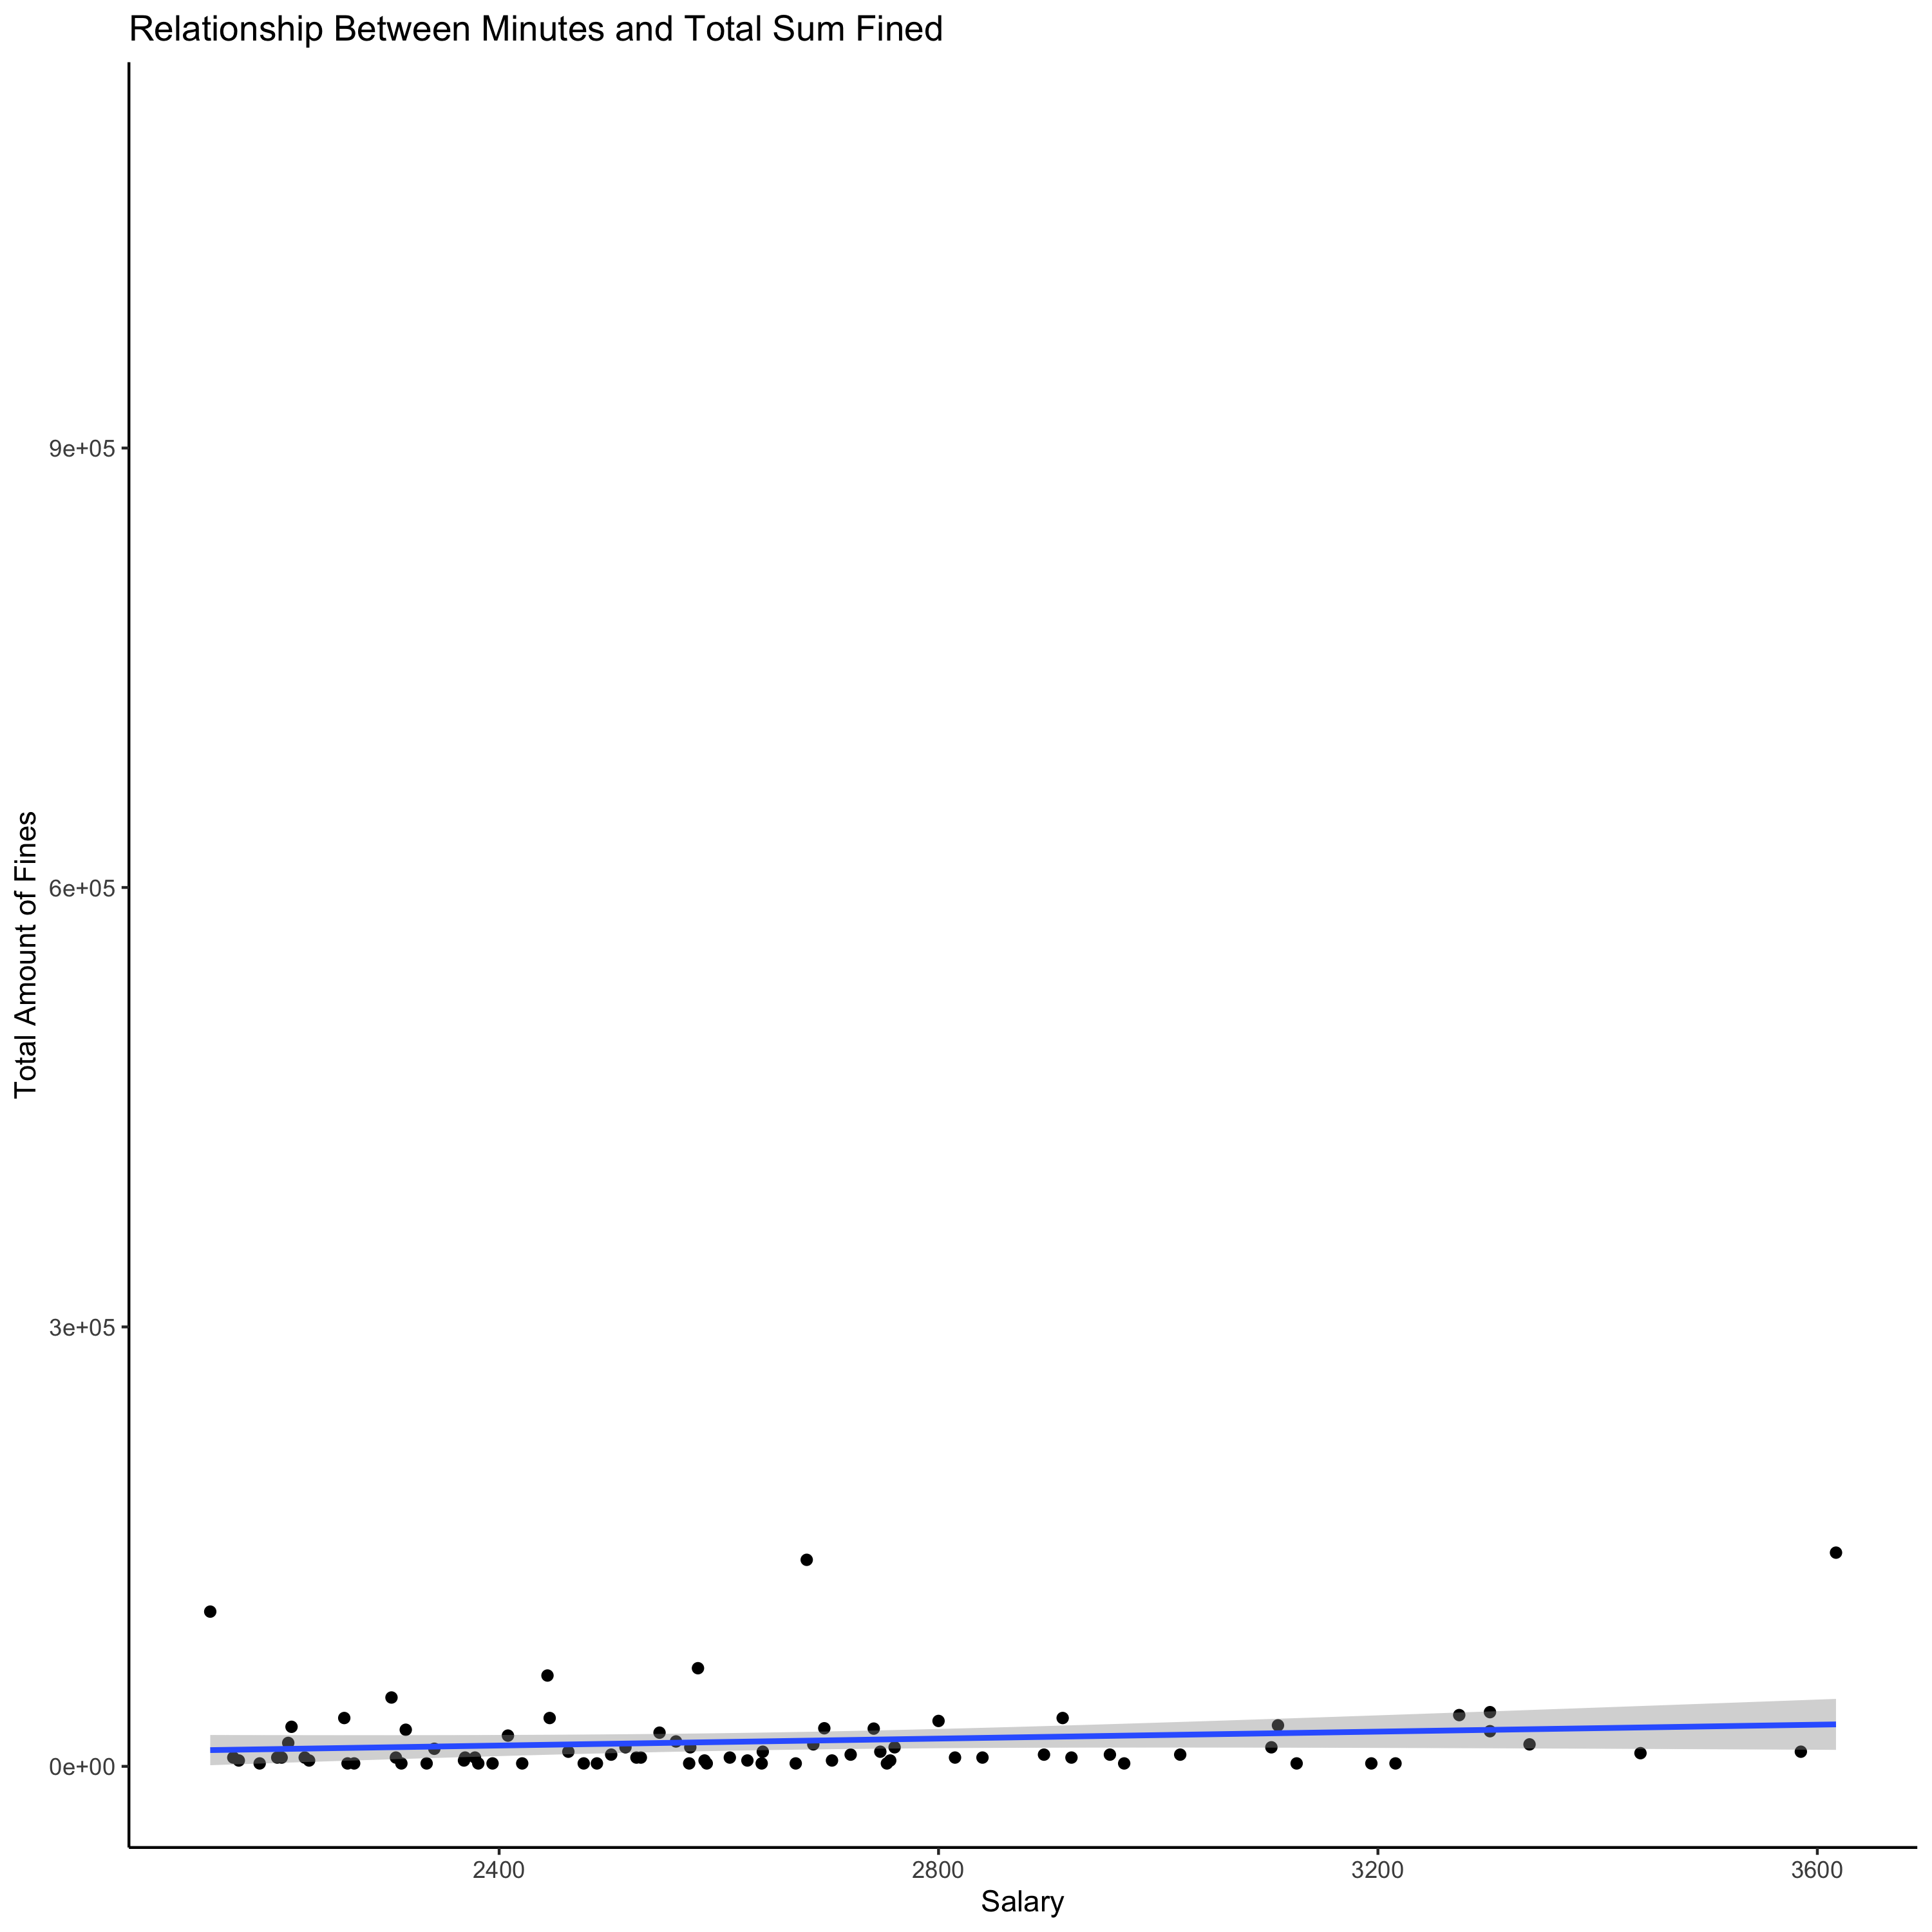 Relationship Between Minutes and Total Sum Fined
Total Amount of Fines
9e+05
6e+05
3e+05
0e+00
2400
2800
3200
3600
Salary